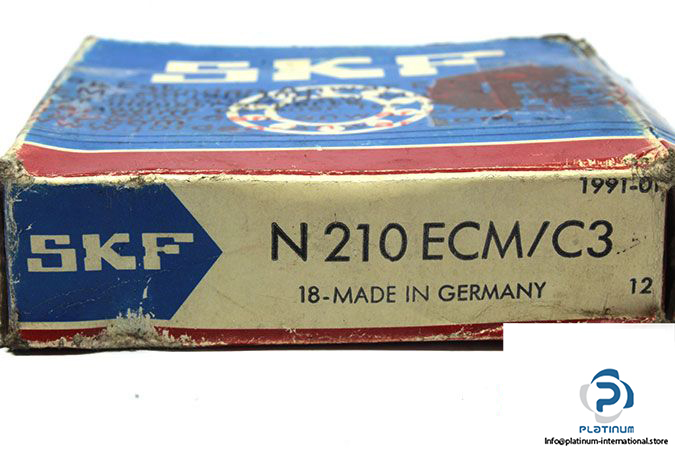 SKF
1991-01
SKF
N 210 ECM/C3
18-MADE IN GERMANY
12
PLATINUM
Info@platinum-international.store